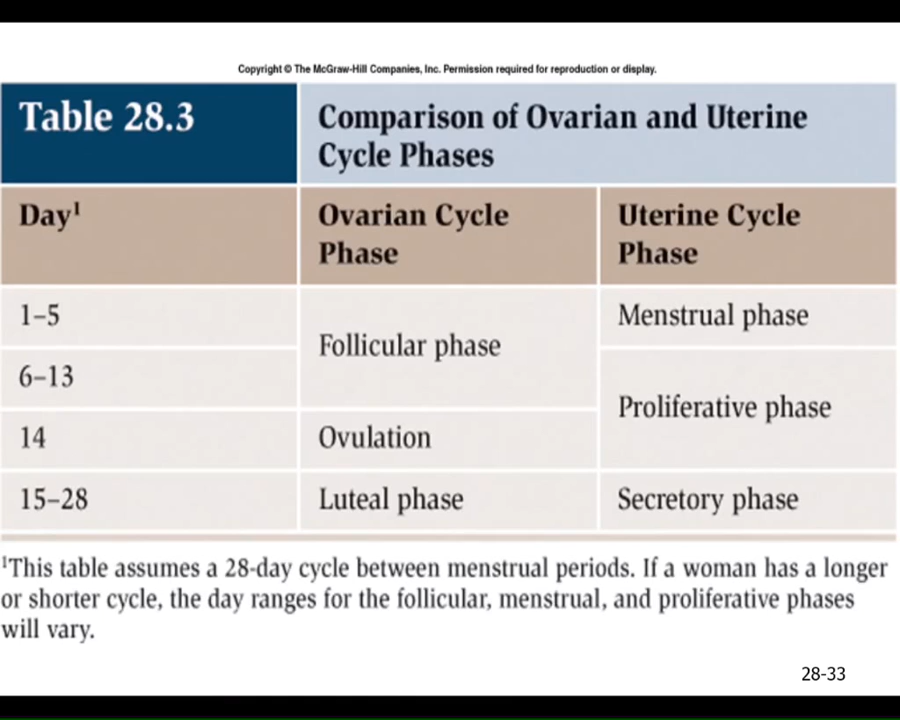 Copyright © The McGraw-Hill Companies, Inc. Permission required for reproduction or display.
Table 28.3
Comparison of Ovarian and Uterine
Cycle Phases
Day¹
Ovarian Cycle
Phase
Uterine Cycle
Phase
1–5
Follicular phase
Menstrual phase
6–13
Proliferative phase
14
Ovulation
15–28
Luteal phase
Secretory phase
¹This table assumes a 28-day cycle between menstrual periods. If a woman has a longer
or shorter cycle, the day ranges for the follicular, menstrual, and proliferative phases
will vary.
28-33